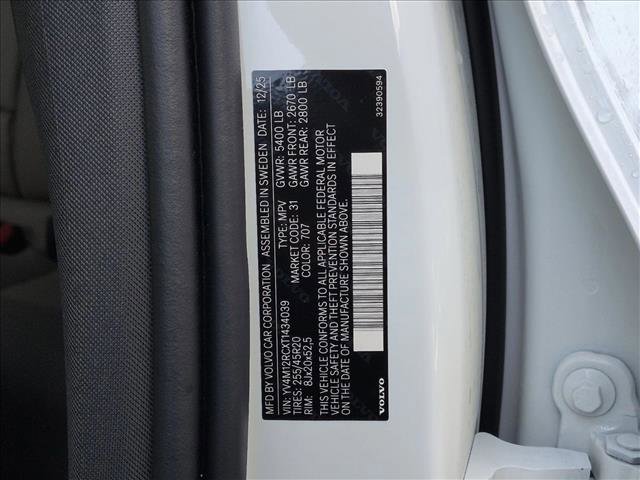 MFD BY VOLVO CAR CORPORATION ASSEMBLED IN SWEDEN DATE: 12/25
VIN: YV4M12RCXT1434039 TYPE: MPV GVWR: 5400 LB
TIRES: 255/45R20 MARKET CODE: 31 GAWR FRONT: 2670 LB
RIM: 8Jx20x52,5 COLOR: 707 GAWR REAR: 2800 LB
THIS VEHICLE CONFORMS TO ALL APPLICABLE FEDERAL MOTOR
VEHICLE SAFETY AND THEFT PREVENTION STANDARDS IN EFFECT
ON THE DATE OF MANUFACTURE SHOWN ABOVE.
VOLVO 32390594